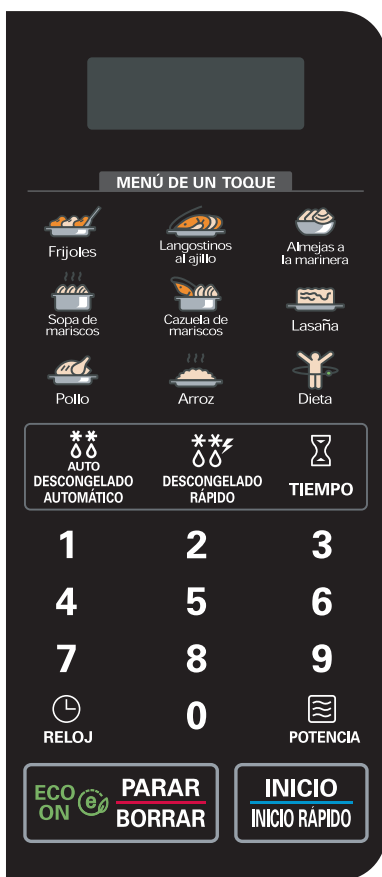 MENÚ DE UN TOQUE
Frijoles
Langostinos
al ajillo
Almejas a
la marinera
Sopa de
mariscos
Cazuela de
mariscos
Lasaña
Pollo
Arroz
Dieta
AUTO
DESCONGELADO
AUTOMÁTICO
DESCONGELADO
RÁPIDO
TIEMPO
1 2 3
4 5 6
7 8 9
RELOJ
0
POTENCIA
ECO
ON
e
PARAR
BORRAR
INICIO
INICIO RÁPIDO